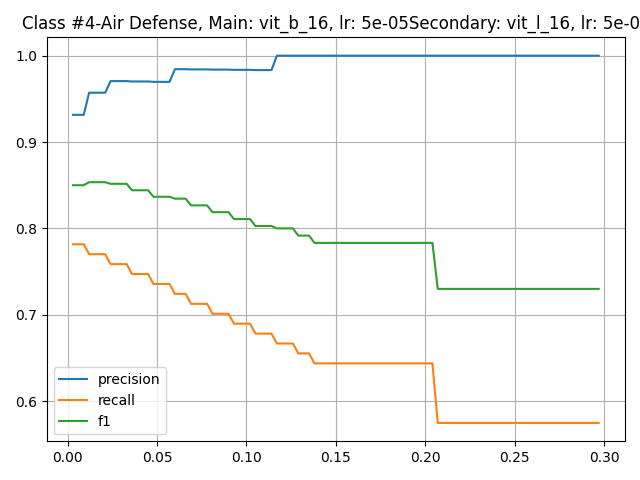 Class #4-Air Defense, Main: vit_b_16, lr: 5e-05Secondary: vit_l_16, lr: 5e-0
1.0
0.9
0.8
0.7
0.6
precision
recall
f1
0.00 0.05 0.10 0.15 0.20 0.25 0.30